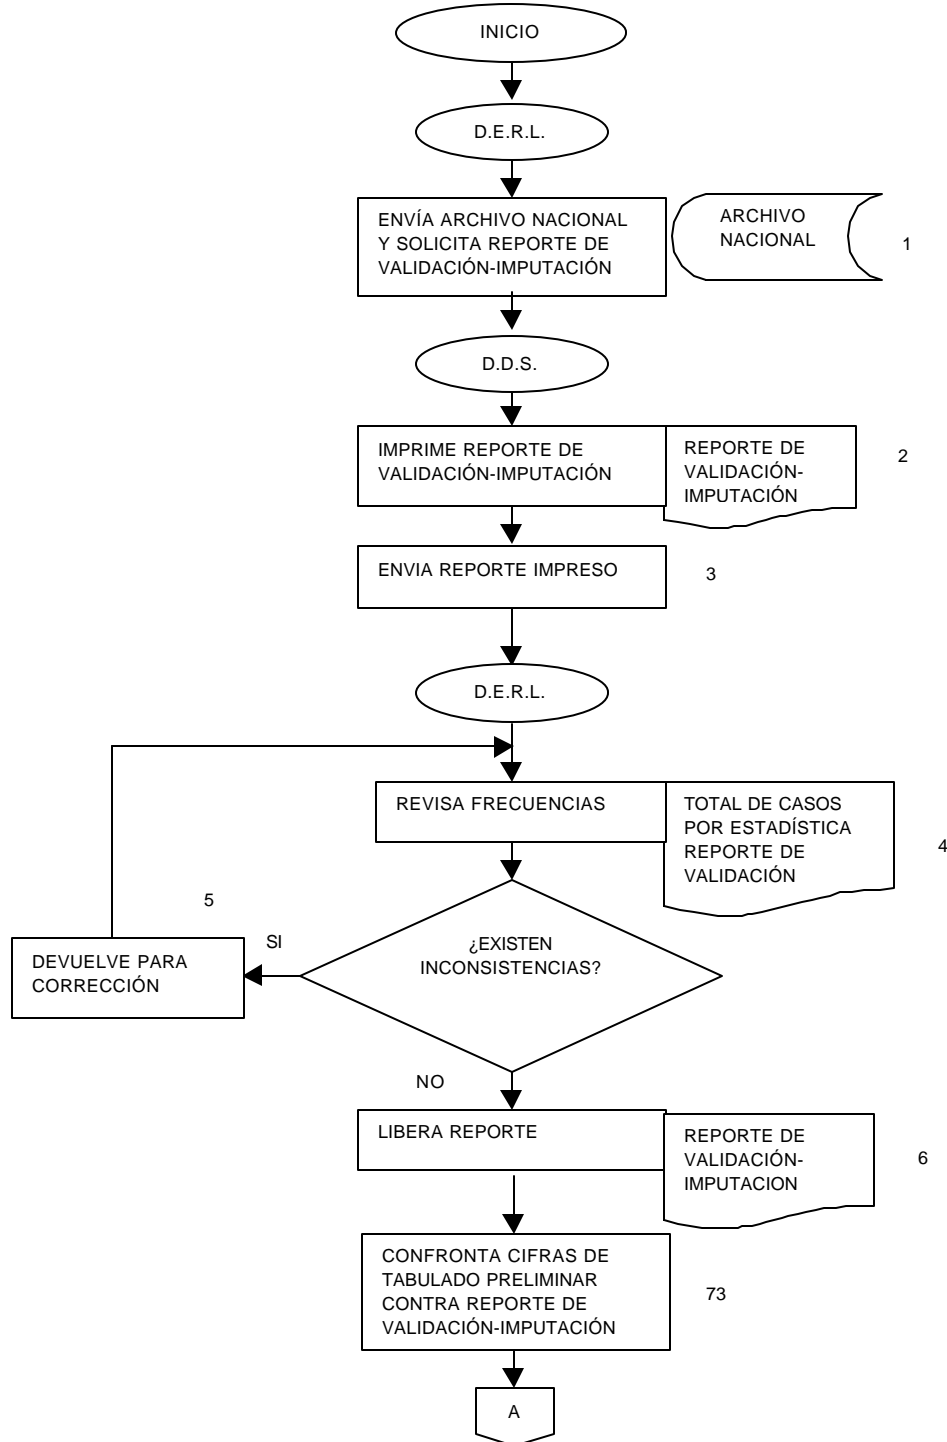 INICIO
D.E.R.L.
ENVÍA ARCHIVO NACIONAL
Y SOLICITA REPORTE DE
VALIDACIÓN-IMPUTACIÓN
ARCHIVO
NACIONAL
1
D.D.S.
IMPRIME REPORTE DE
VALIDACIÓN-IMPUTACIÓN
REPORTE DE
VALIDACIÓN-
IMPUTACIÓN
2
ENVIA REPORTE IMPRESO
3
D.E.R.L.
REVISA FRECUENCIAS
TOTAL DE CASOS
POR ESTADÍSTICA
REPORTE DE
VALIDACIÓN
4
5
SI
DEVUELVE PARA
CORRECCIÓN
¿EXISTEN
INCONSISTENCIAS?
NO
LIBERA REPORTE
REPORTE DE
VALIDACIÓN-
IMPUTACION
6
CONFRONTA CIFRAS DE
TABULADO PRELIMINAR
CONTRA REPORTE DE
VALIDACIÓN-IMPUTACIÓN
73
A